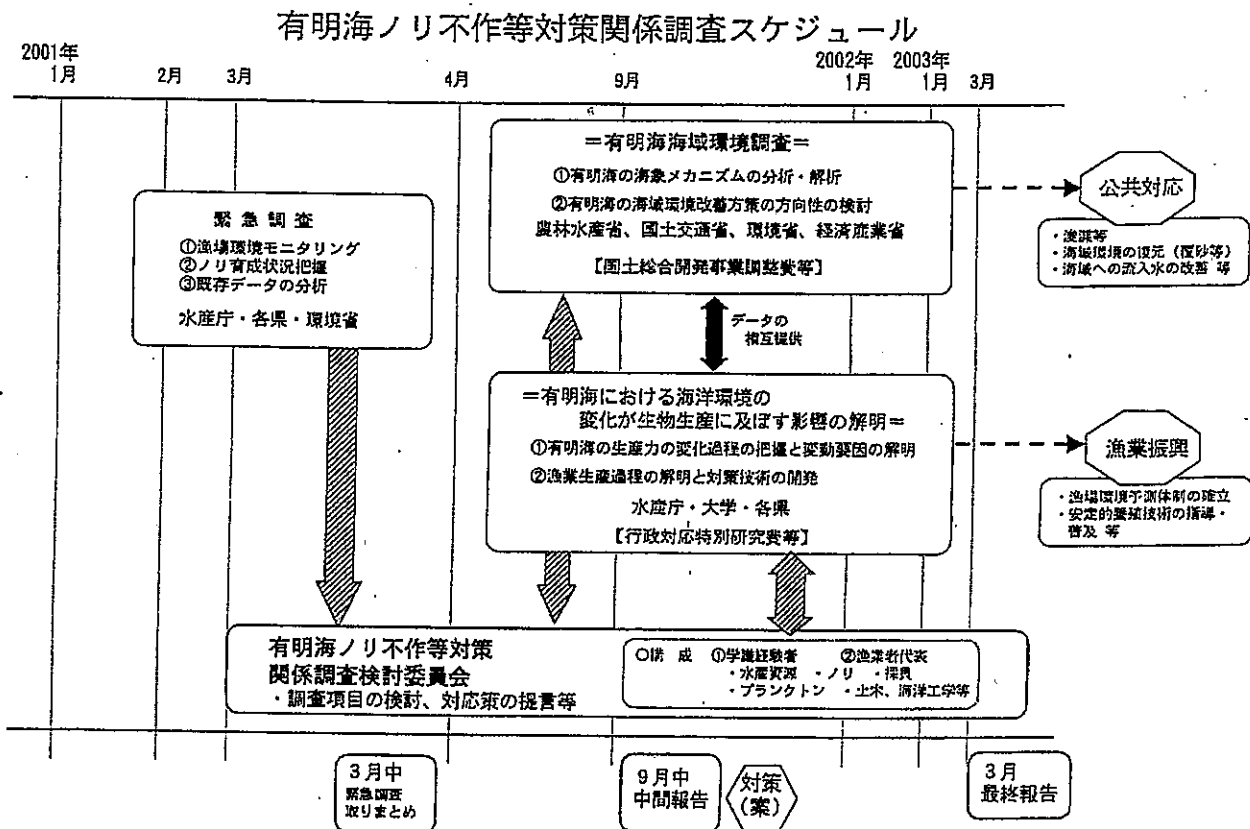 有明海ノリ不作等対策関係調査スケジュール
2001年
1月
2月
3月
4月
9月
2002年
1月
2003年
1月
3月
緊急調査
①漁場環境モニタリング
②ノリ育成状況把握
③既存データの分析
水産庁・各県・環境省
=有明海海域環境調査=
①有明海の海象メカニズムの分析・解析
②有明海の海域環境改善方策の方向性の検討
農林水産省、国土交通省、環境省、経済産業省
【国土総合開発事業調整費等】
公共対応
・浚渫等
・海域環境の復元(覆砂等)
・海域への流入水の改善 等
データの
相互提供
=有明海における海洋環境の
変化が生物生産に及ぼす影響の解明=
①有明海の生産力の変化過程の把握と変動要因の解明
②漁業生産過程の解明と対策技術の開発
水産庁・大学・各県
【行政対応特別研究費等】
漁業振興
・漁場環境予測体制の確立
・安定的養殖技術の指導・
普及 等
有明海ノリ不作等対策
関係調査検討委員会
・調査項目の検討、対応策の提言等
○構成 ①学識経験者 ②漁業者代表
・水産資源 ・ノリ ・採貝
・プランクトン ・土木、海洋工学等
3月中
緊急調査
取りまとめ
9月中
中間報告
対策
(案)
3月
最終報告